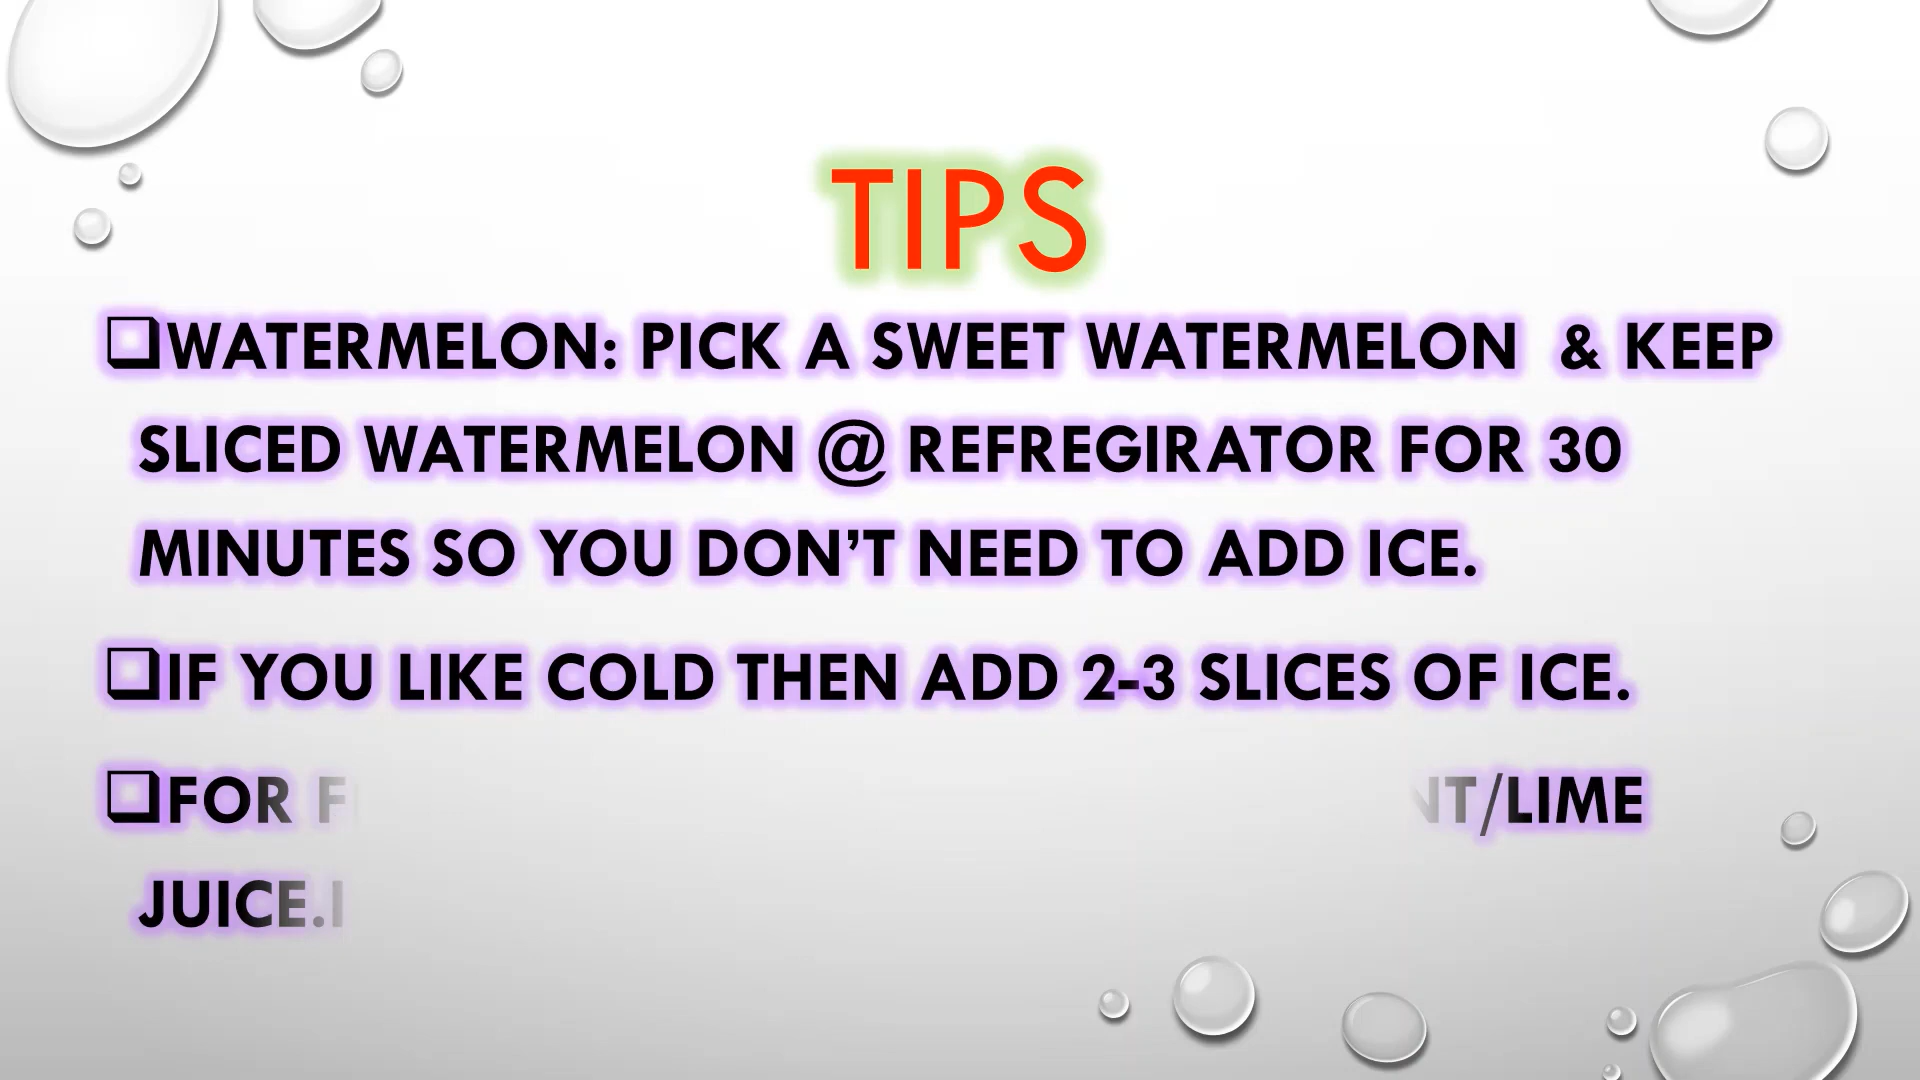 TIPS
❑WATERMELON: PICK A SWEET WATERMELON & KEEP
SLICED WATERMELON @ REFREGIRATOR FOR 30
MINUTES SO YOU DON’T NEED TO ADD ICE.
❑IF YOU LIKE COLD THEN ADD 2-3 SLICES OF ICE.
❑FOR /LIME
JUICE.